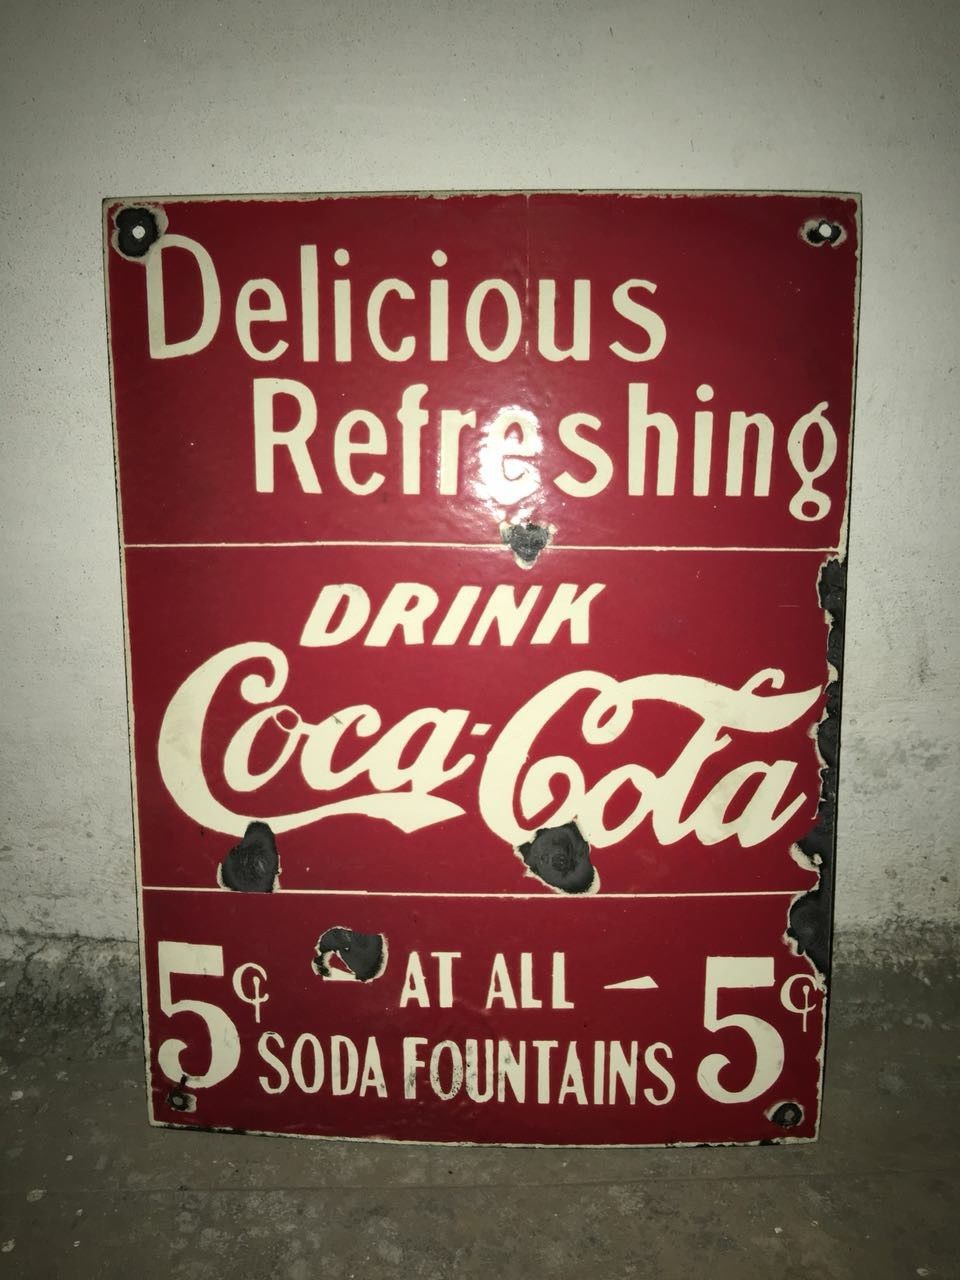 Delicious
Refreshing
DRINK
Coca-Cola
5¢ AT ALL 5¢
SODA FOUNTAINS